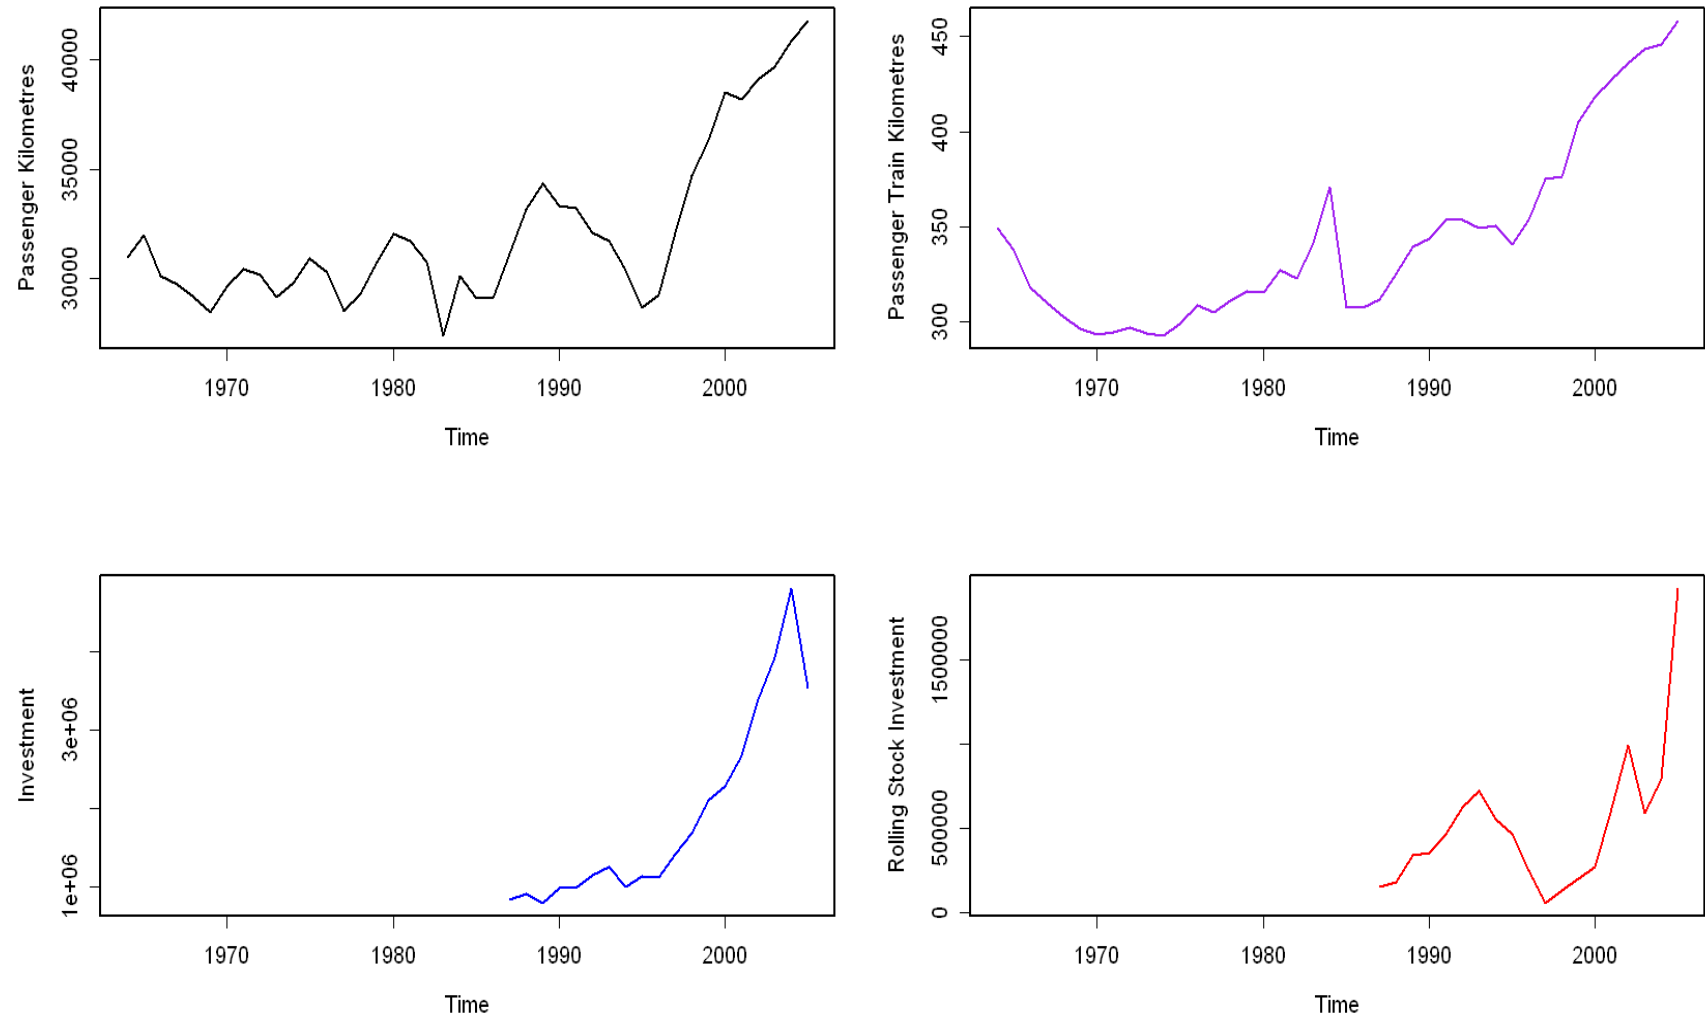 Passenger Kilometres
40000
35000
30000
1970 1980 1990 2000
Time
Passenger Train Kilometres
450
400
350
300
1970 1980 1990 2000
Time
Investment
3e+06
1e+06
1970 1980 1990 2000
Time
Rolling Stock Investment
1500000
500000
0
1970 1980 1990 2000
Time